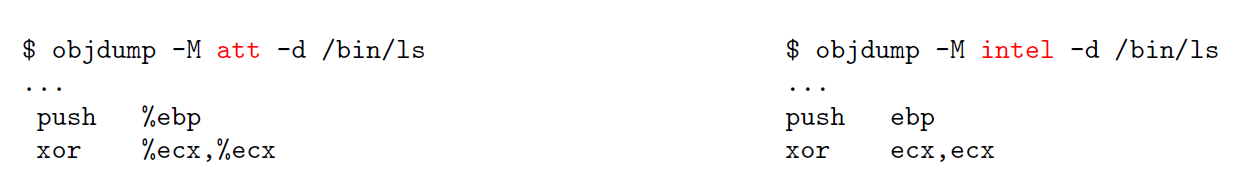 $ objdump -M att -d /bin/ls
...
push %ebp
xor %ecx,%ecx
$ objdump -M intel -d /bin/ls
...
push ebp
xor ecx,ecx